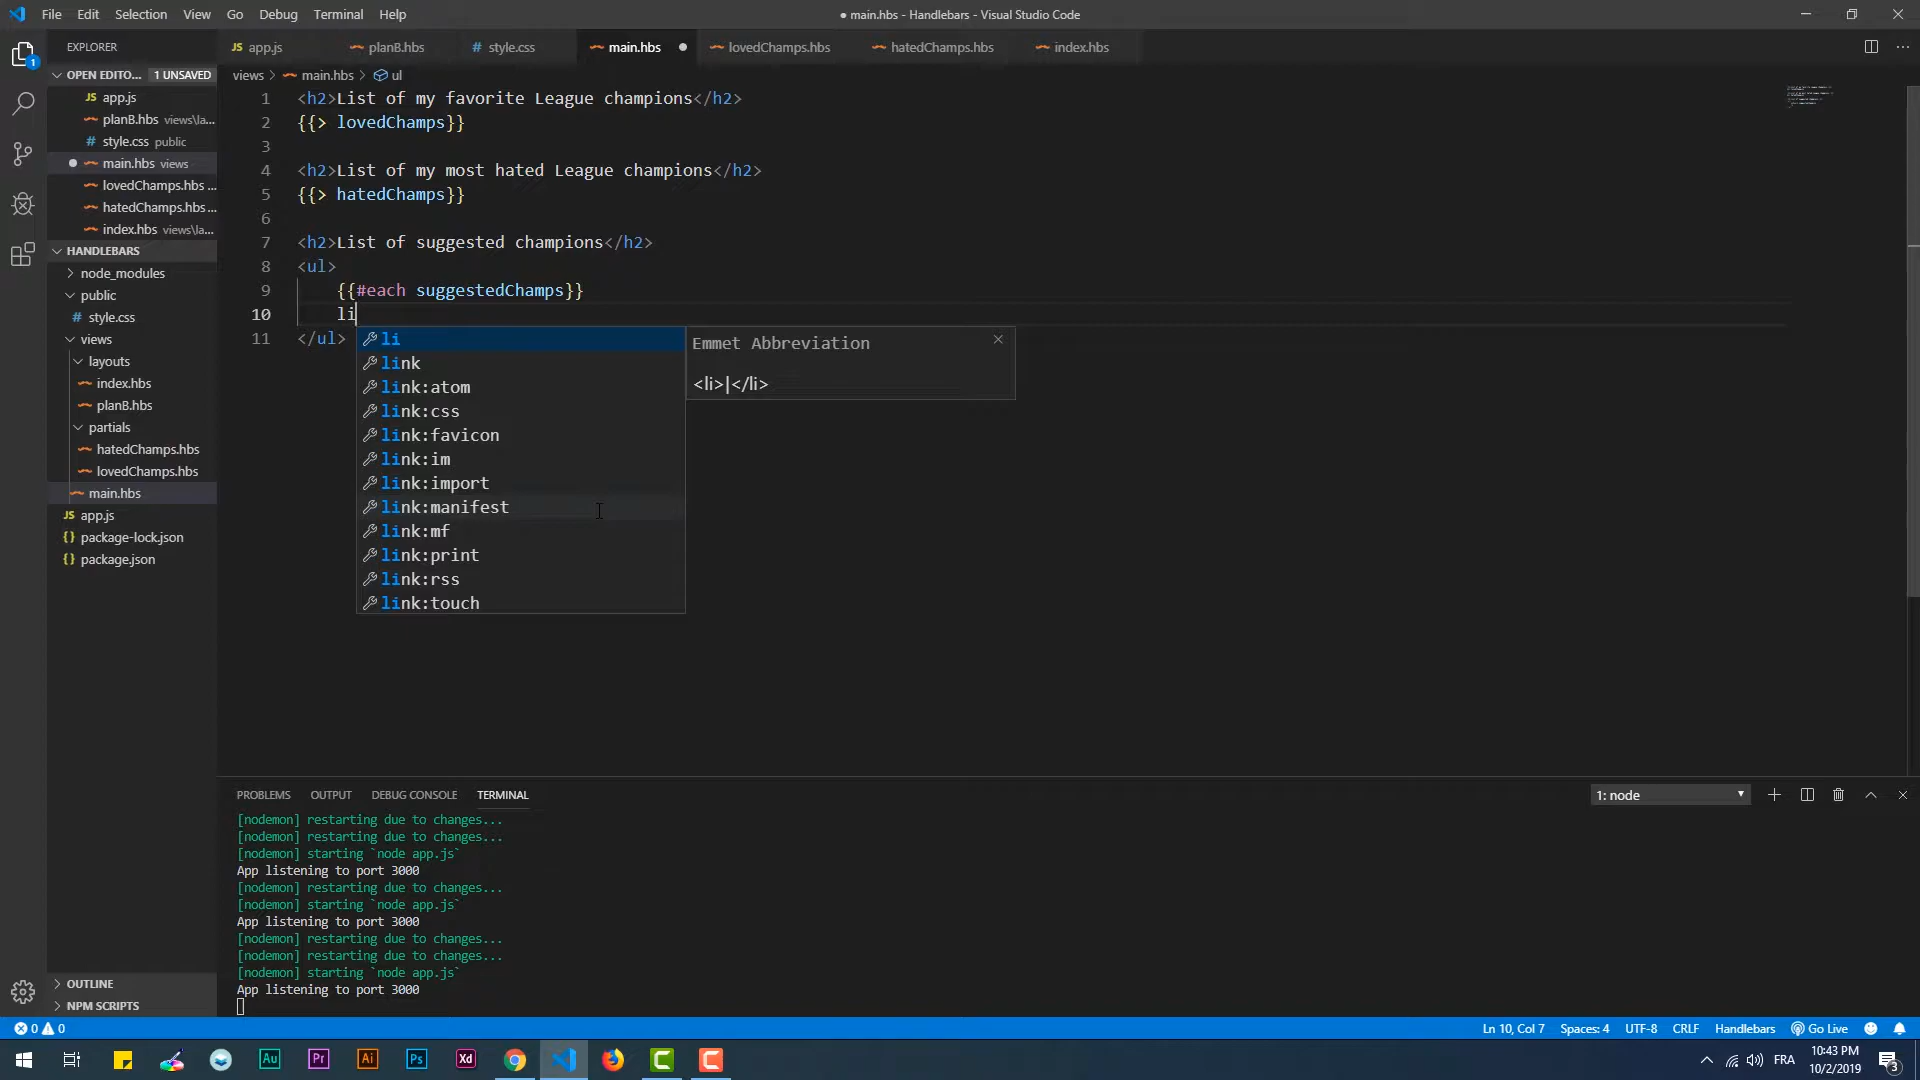 File Edit Selection View Go Debug Terminal Help
● main.hbs - Handlebars - Visual Studio Code
EXPLORER
1
OPEN EDITO... 1 UNSAVED
JS app.js
planB.hbs views\la...
# style.css public
main.hbs views
lovedChamps.hbs ...
hatedChamps.hbs ...
index.hbs views\la...
HANDLEBARS
node_modules
public
# style.css
views
layouts
index.hbs
planB.hbs
partials
hatedChamps.hbs
lovedChamps.hbs
main.hbs
JS app.js
{} package-lock.json
{} package.json
OUTLINE
NPM SCRIPTS
JS app.js planB.hbs # style.css main.hbs ● lovedChamps.hbs hatedChamps.hbs index.hbs
views > main.hbs > ul
1 <h2>List of my favorite League champions</h2>
2 {{> lovedChamps}}
3
4 <h2>List of my most hated League champions</h2>
5 {{> hatedChamps}}
6
7 <h2>List of suggested champions</h2>
8 <ul>
9 {{#each suggestedChamps}}
10 li
11 </ul>
li
link
link:atom
link:css
link:favicon
link:im
link:import
link:manifest
link:mf
link:print
link:rss
link:touch
Emmet Abbreviation
<li>|</li>
PROBLEMS OUTPUT DEBUG CONSOLE TERMINAL
1: node
[nodemon] restarting due to changes...
[nodemon] restarting due to changes...
[nodemon] starting `node app.js`
App listening to port 3000
[nodemon] restarting due to changes...
[nodemon] starting `node app.js`
App listening to port 3000
[nodemon] restarting due to changes...
[nodemon] restarting due to changes...
[nodemon] starting `node app.js`
App listening to port 3000
0 0
Ln 10, Col 7 Spaces: 4 UTF-8 CRLF Handlebars Go Live
Au Pr Ai Ps Xd
FRA
10:43 PM
10/2/2019
3